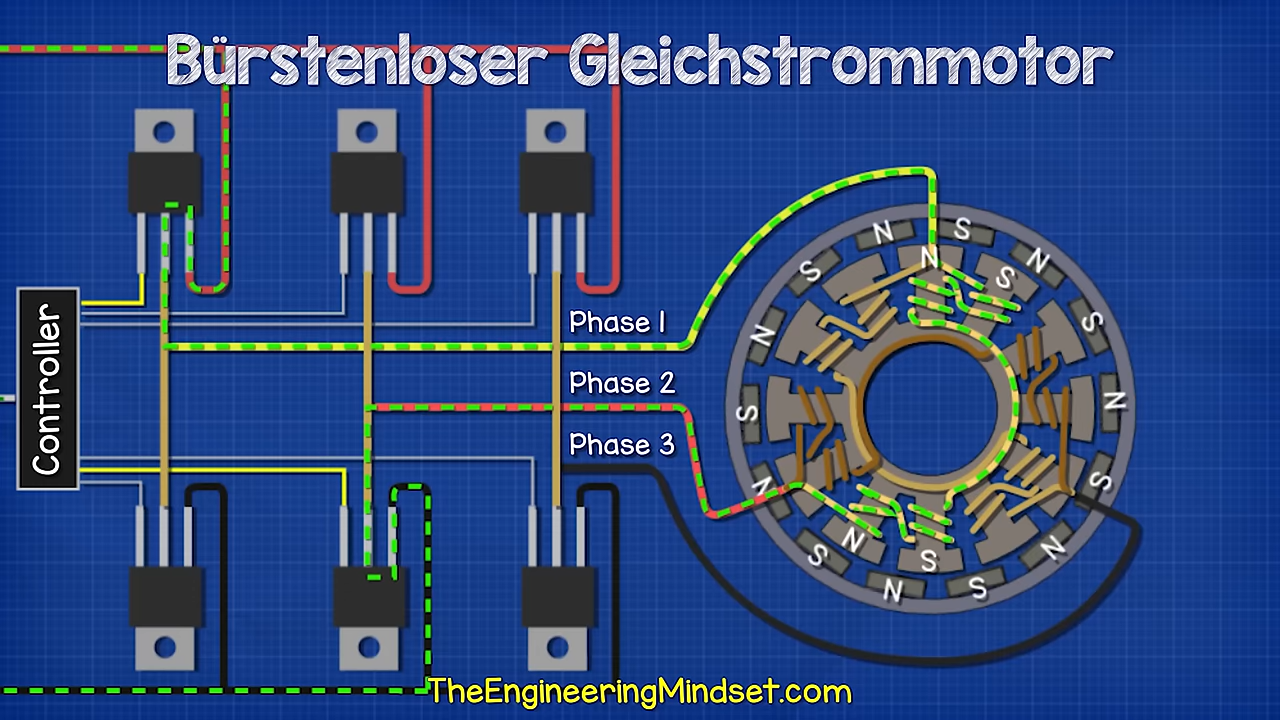 Bürstenloser Gleichstrommotor
Controller
Phase 1
Phase 2
Phase 3
N
S
N
S
N
S
N
S
N
S
N
S
N
S
N
S
N
S
N
S
TheEngineeringMindset.com